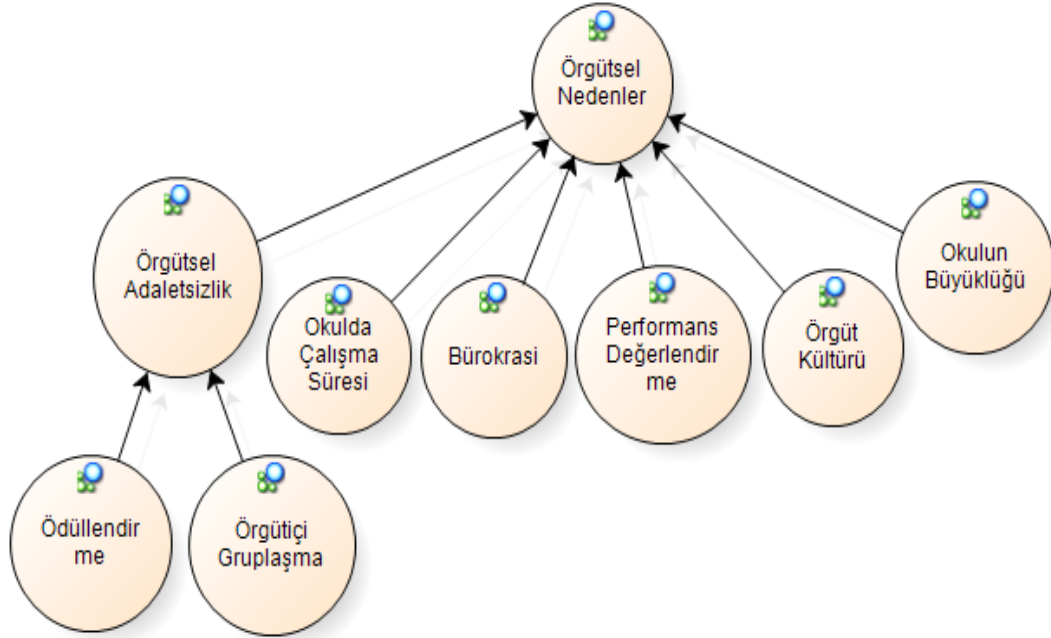 Örgütsel
Nedenler
Örgütsel
Adaletsizlik
Okulda
Çalışma
Süresi
Bürokrasi
Performans
Değerlendir
me
Örgüt
Kültürü
Okulun
Büyüklüğü
Ödüllendir
me
Örgütiçi
Gruplaşma